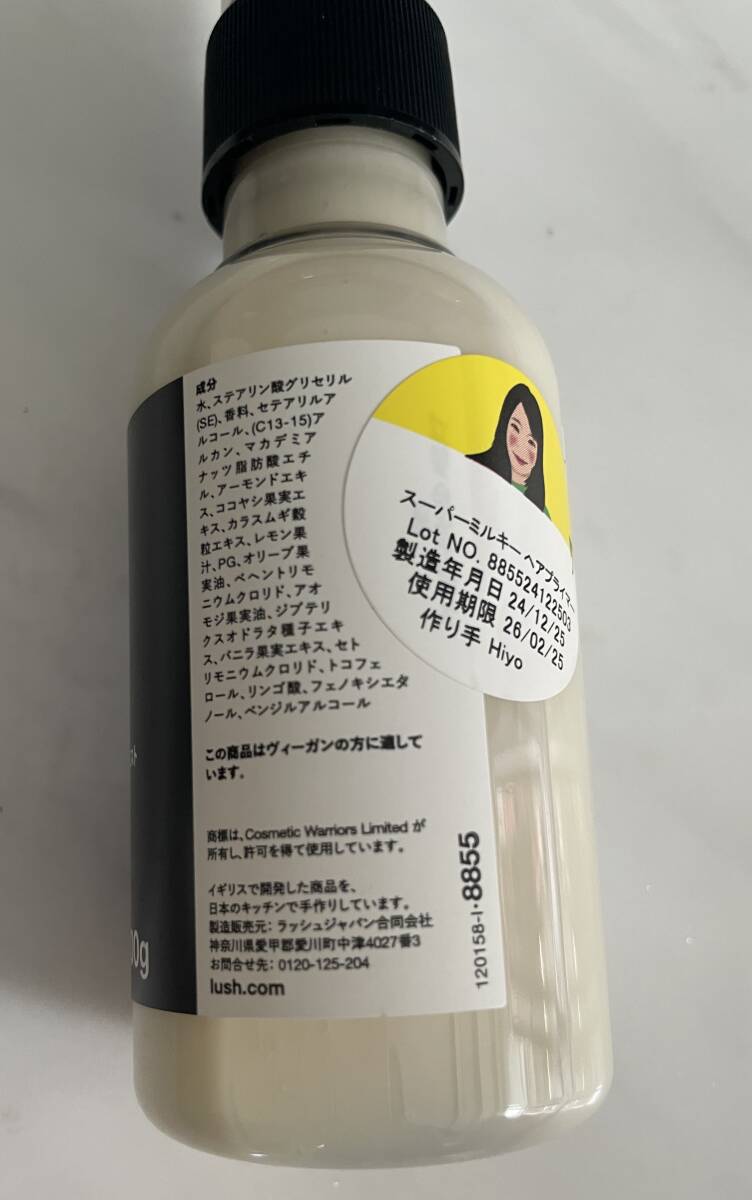 成分
水、ステアリン酸グリセリル
(SE)、香料、セテアリルア
ルコール、(C13-15)ア
ルカン、マカデミア
ナッツ脂肪酸エチ
ル、アーモンドエキ
ス、ココヤシ果実エ
キス、カラスムギ穀
粒エキス、レモン果
汁、PG、オリーブ果
実油、ベヘントリモ
ニウムクロリド、アオ
モジ果実油、ジプテリ
クスオドラタ種子エキ
ス、バニラ果実エキス、セト
リモニウムクロリド、トコフェ
ロール、リンゴ酸、フェノキシエタ
ノール、ベンジルアルコール
この商品はヴィーガンの方に適して
います。
商標は、Cosmetic Warriors Limited が
所有し、許可を得て使用しています。
イギリスで開発した商品を、
日本のキッチンで手作りしています。
製造販売元：ラッシュジャパン合同会社
神奈川県愛甲郡愛川町中津4027番3
お問合せ先：0120-125-204
lush.com
120158-I・8855
スーパーミルキー ヘアプライマー
Lot NO. 885524122503
製造年月日 24/12/25
使用期限 26/02/25
作り手 Hiyo
スト
00g